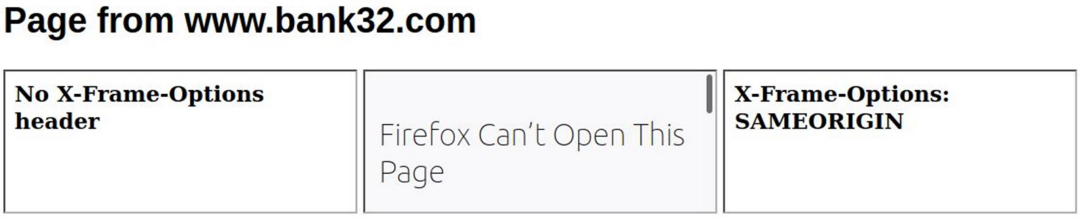 Page from www.bank32.com
No X-Frame-Options
header
Firefox Can’t Open This
Page
X-Frame-Options:
SAMEORIGIN